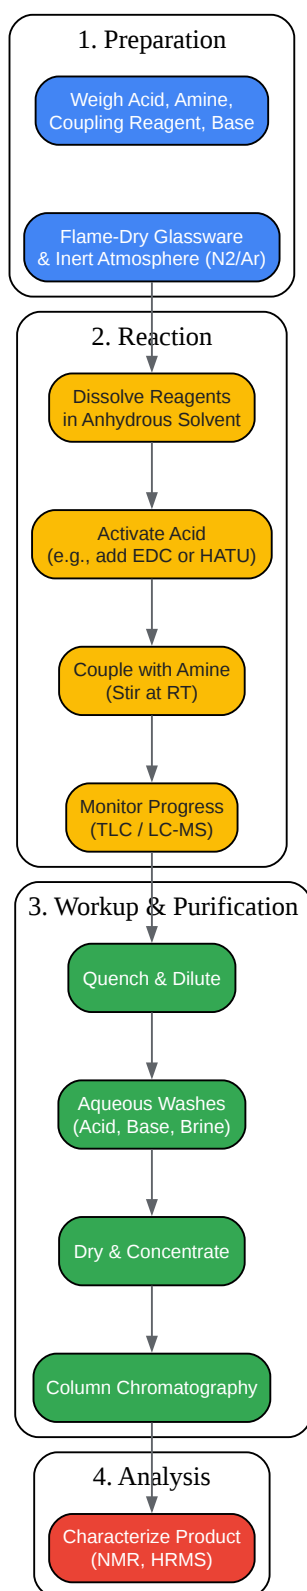 1. Preparation
Weigh Acid, Amine,
Coupling Reagent, Base
Flame-Dry Glassware
& Inert Atmosphere (N2/Ar)
2. Reaction
Dissolve Reagents
in Anhydrous Solvent
Activate Acid
(e.g., add EDC or HATU)
Couple with Amine
(Stir at RT)
Monitor Progress
(TLC / LC-MS)
3. Workup & Purification
Quench & Dilute
Aqueous Washes
(Acid, Base, Brine)
Dry & Concentrate
Column Chromatography
4. Analysis
Characterize Product
(NMR, HRMS)